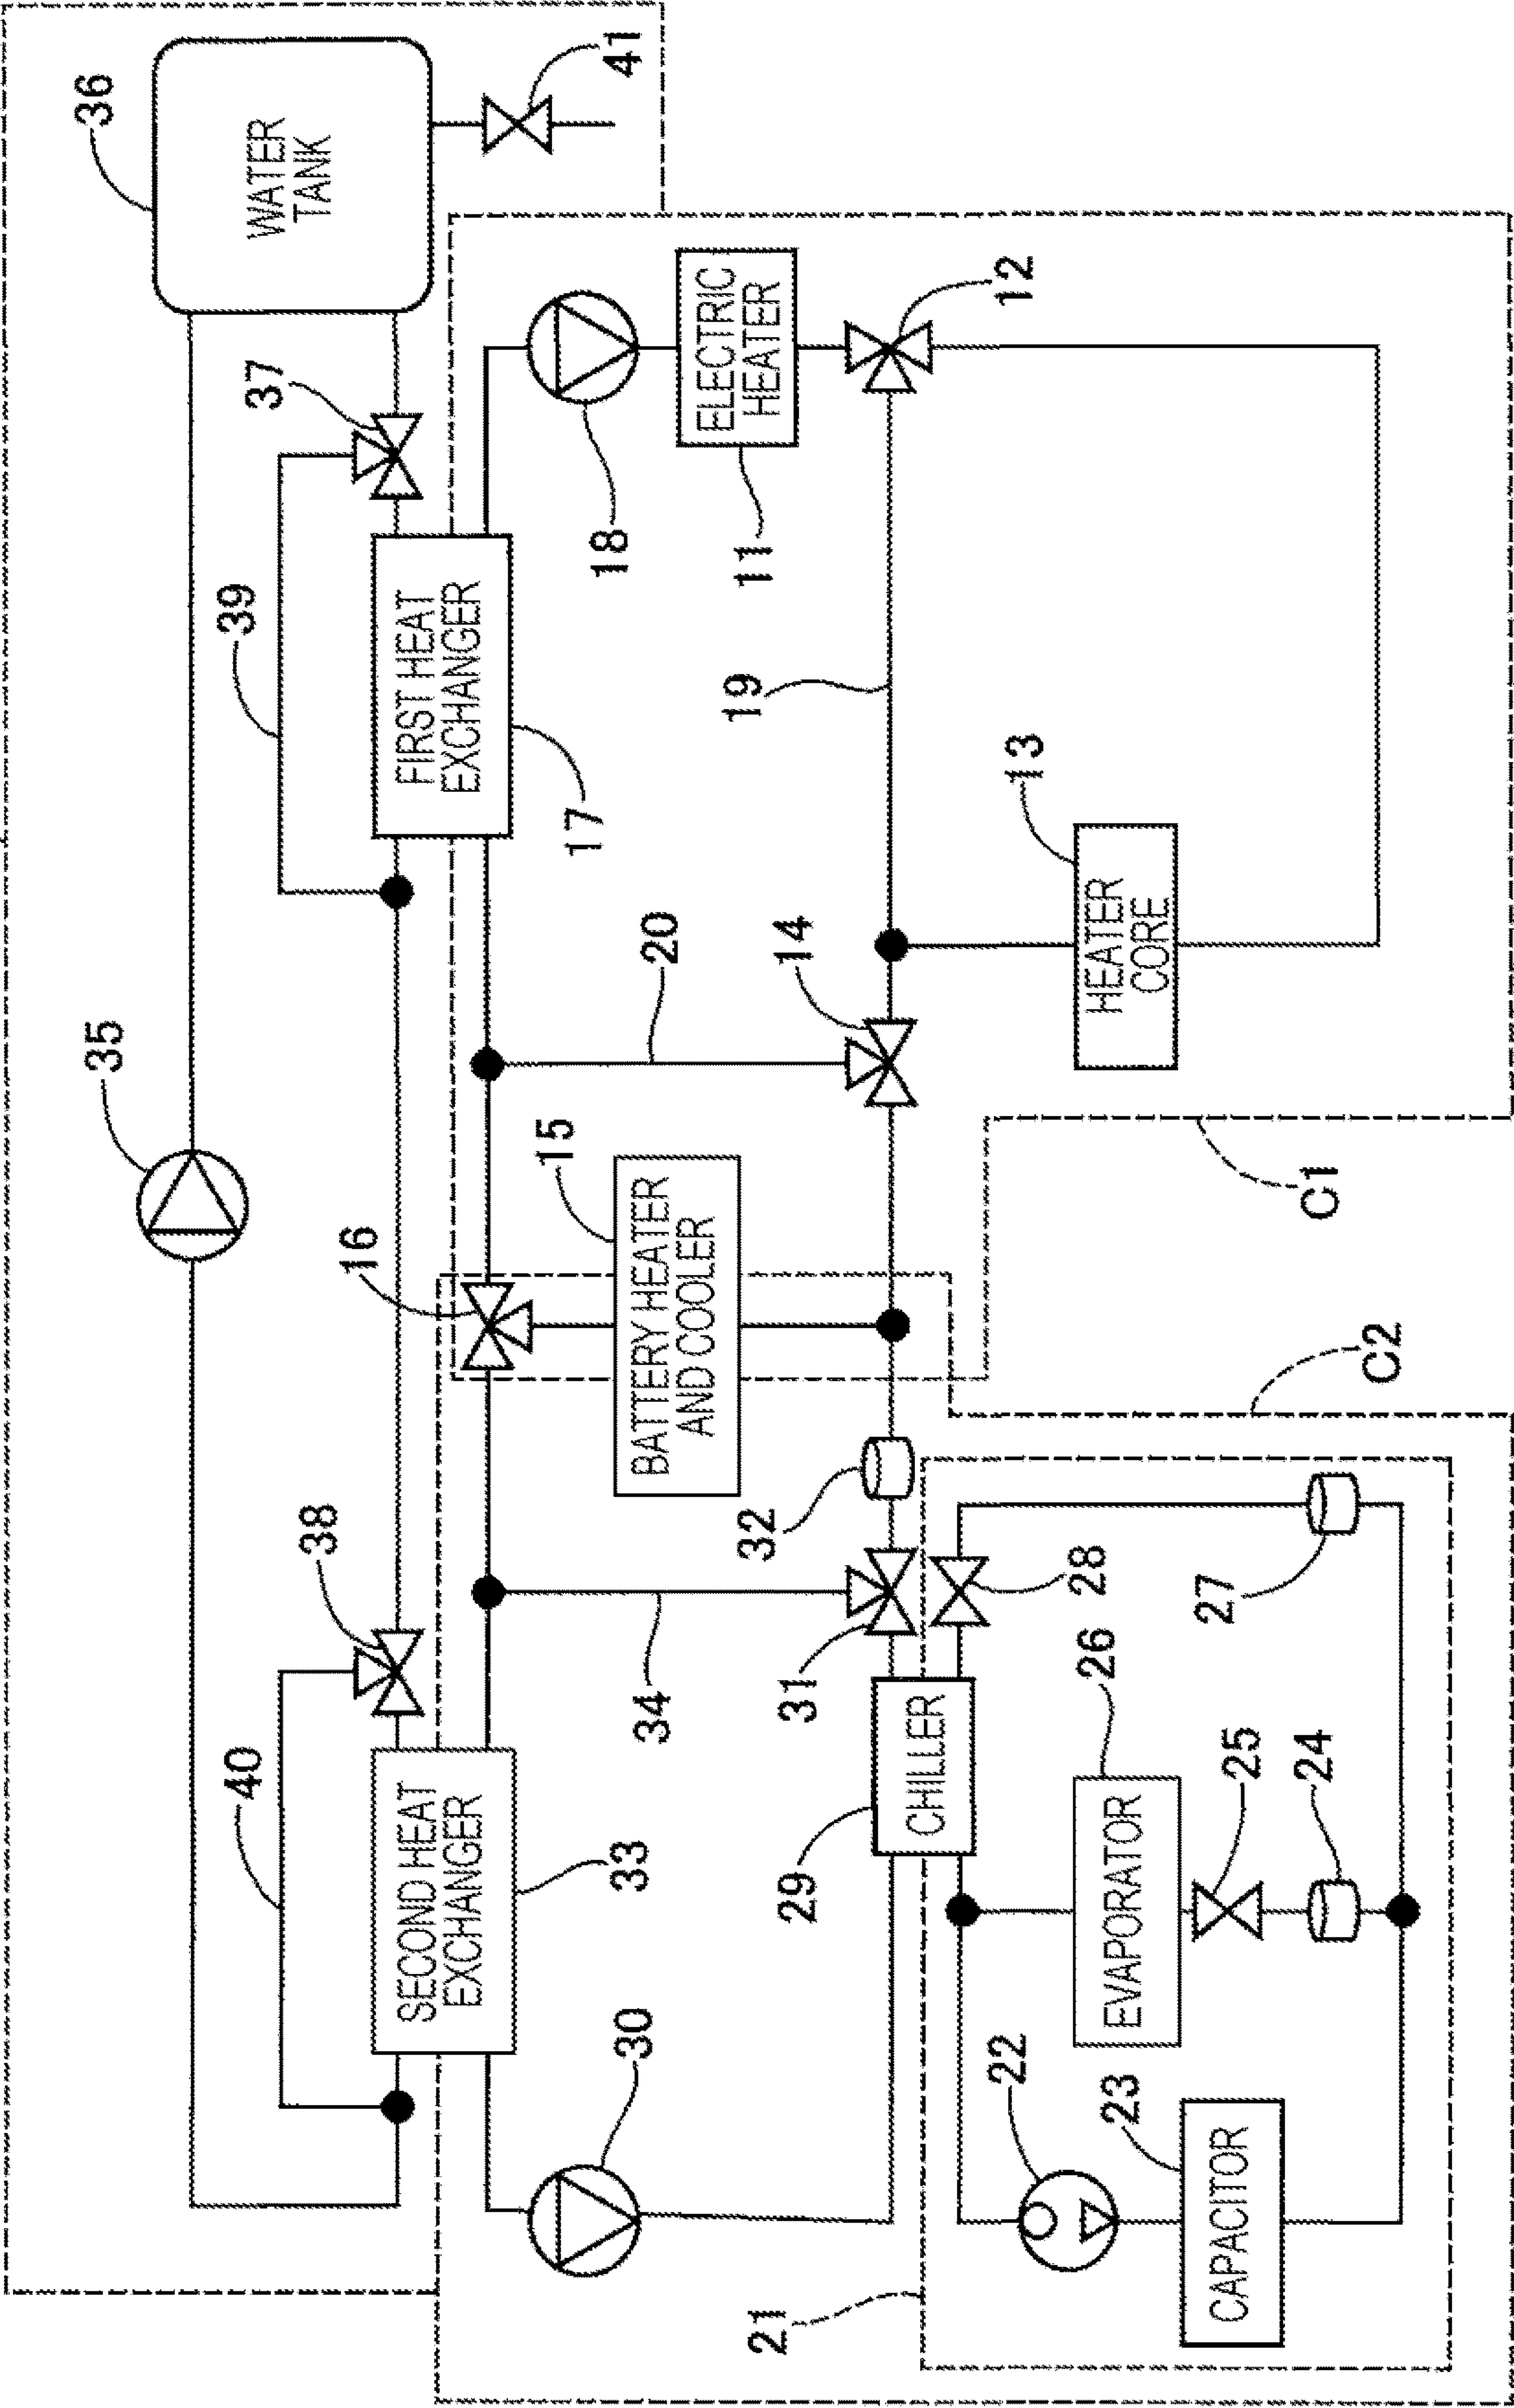 35
36
40
39
37
WATER
TANK
38
16
SECOND HEAT
EXCHANGER
FIRST HEAT
EXCHANGER
15
17
18
41
30
33
34
20
BATTERY HEATER
AND COOLER
ELECTRIC
HEATER
21
32
19
11
29
31
14
CHILLER
22
13
12
26
28
HEATER
CORE
23
EVAPORATOR
CAPACITOR
25
27
24
C1
C2